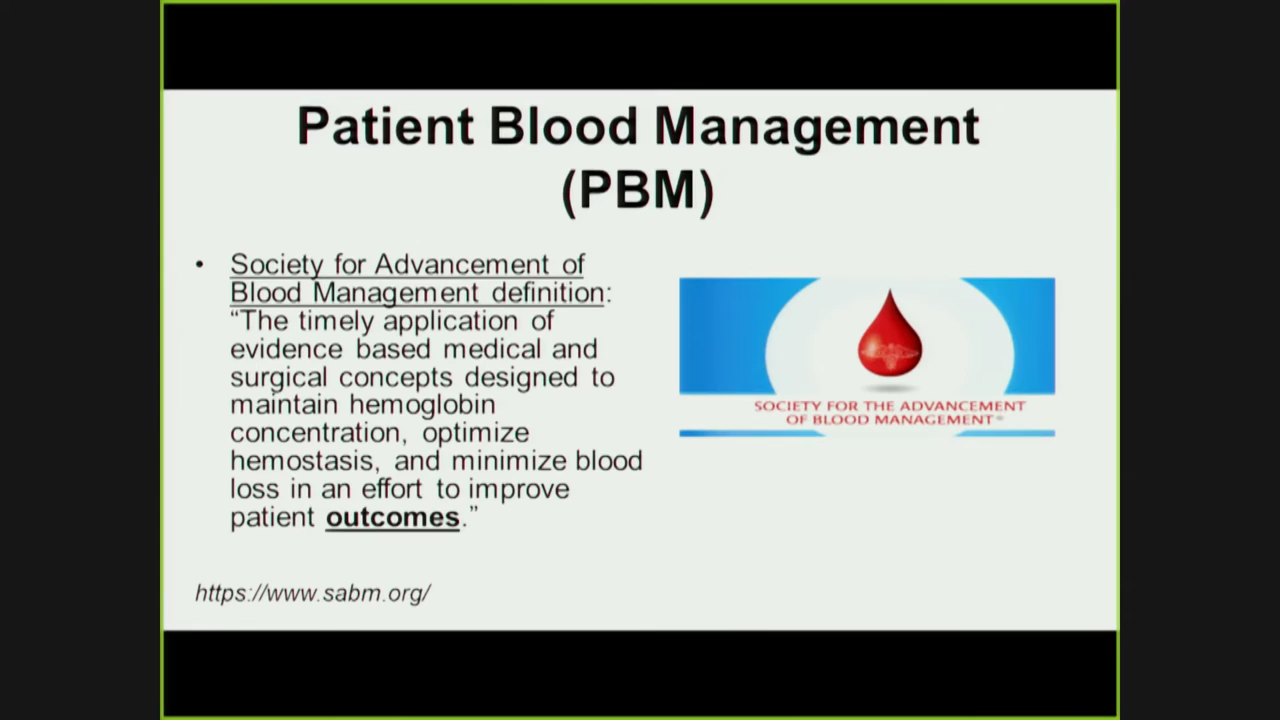 Patient Blood Management
(PBM)
• Society for Advancement of
Blood Management definition:
“The timely application of
evidence based medical and
surgical concepts designed to
maintain hemoglobin
concentration, optimize
hemostasis, and minimize blood
loss in an effort to improve
patient outcomes.”
SOCIETY FOR THE ADVANCEMENT
OF BLOOD MANAGEMENT®
https://www.sabm.org/